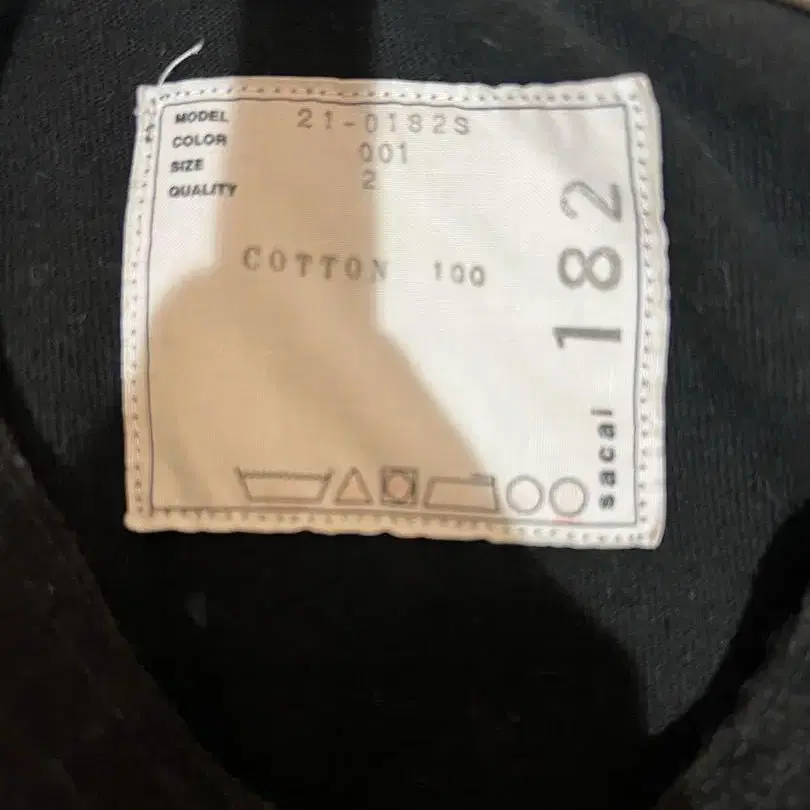 MODEL 21-0182S
COLOR 001
SIZE 2
QUALITY
COTTON 100
sacai 182